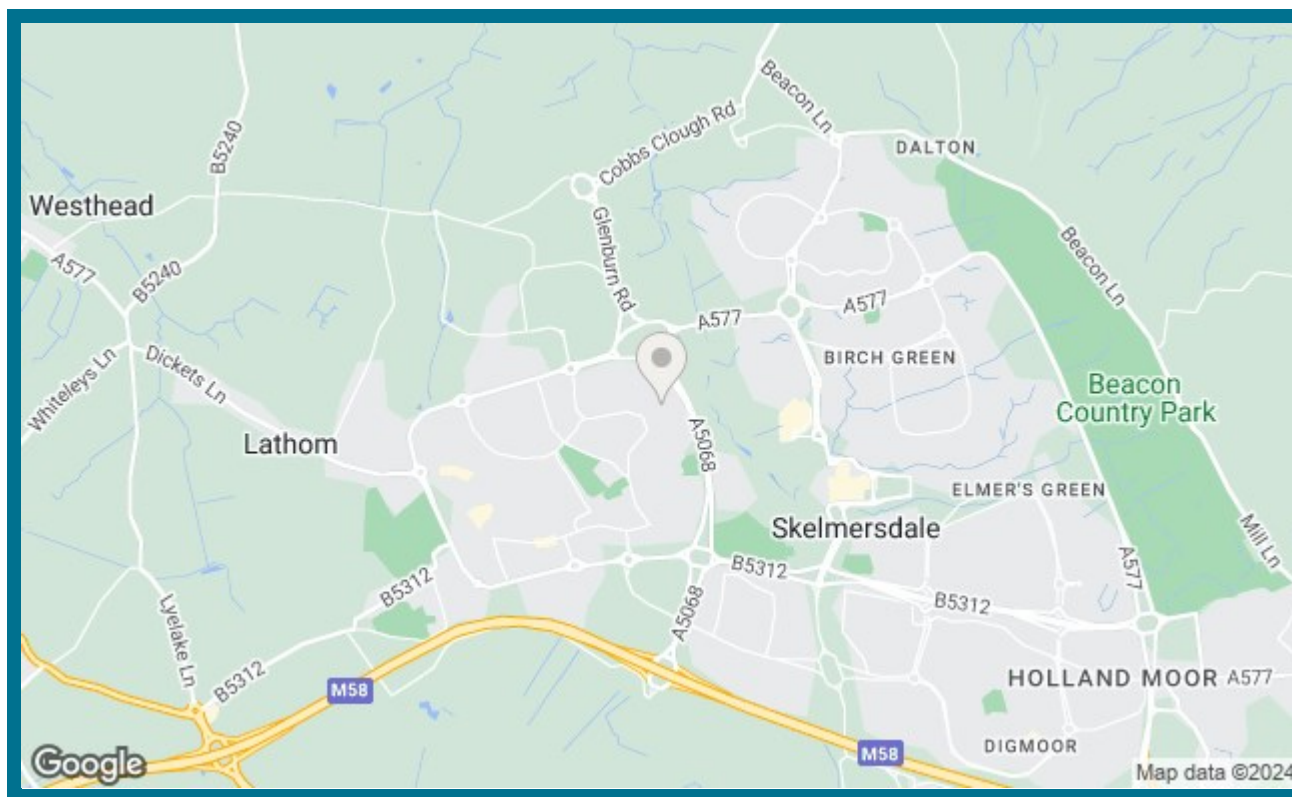 Beacon Ln
Cobbs Clough Rd
DALTON
B5240
Westhead
Glenburn Rd
Beacon Ln
A577
B5240
A577
A577
BIRCH GREEN
Whiteleys Ln
Dickets Ln
Beacon
Country Park
A5068
Lathom
ELMER'S GREEN
Skelmersdale
Mill Ln
A577
B5312
B5312
B5312
Lyelake Ln
A5068
B5312
M58
HOLLAND MOOR
A577
DIGMOOR
M58
Google
Map data ©2024